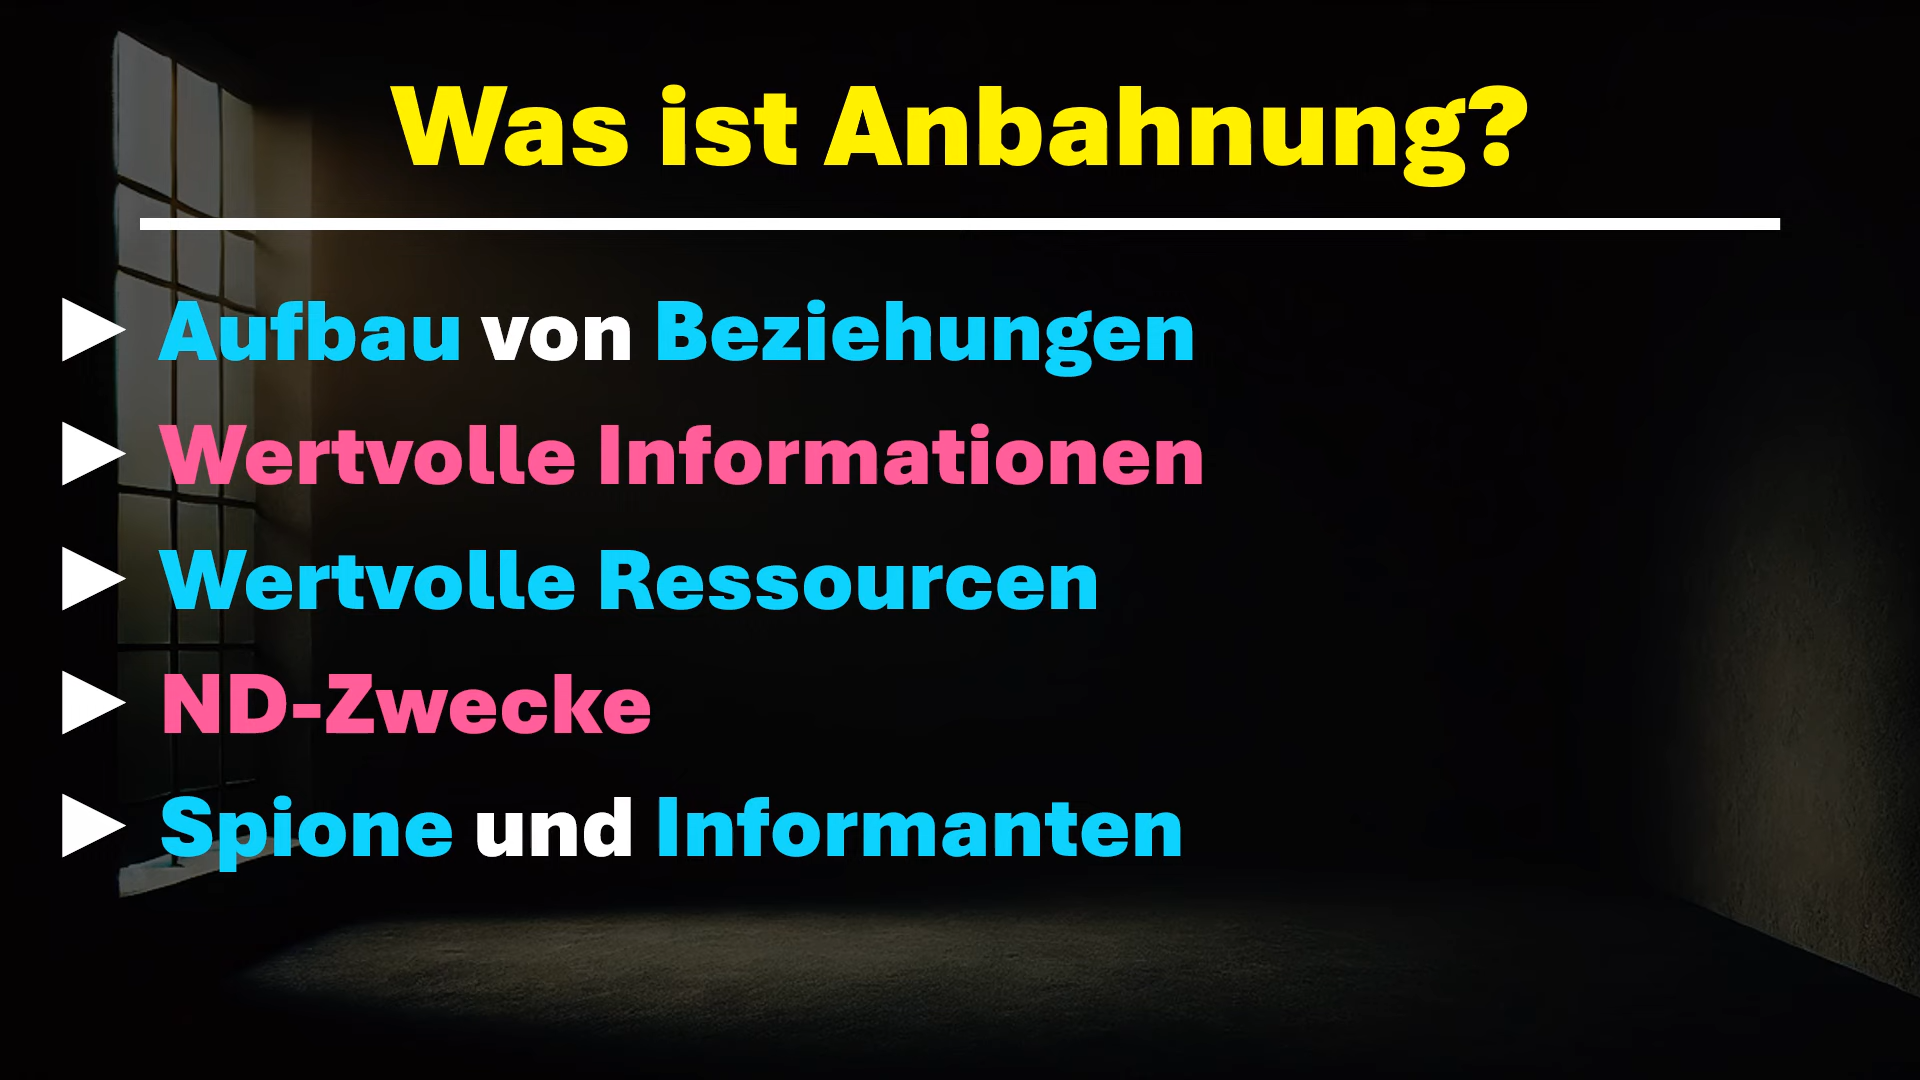 Was ist Anbahnung?
Aufbau von Beziehungen
Wertvolle Informationen
Wertvolle Ressourcen
ND-Zwecke
Spione und Informanten